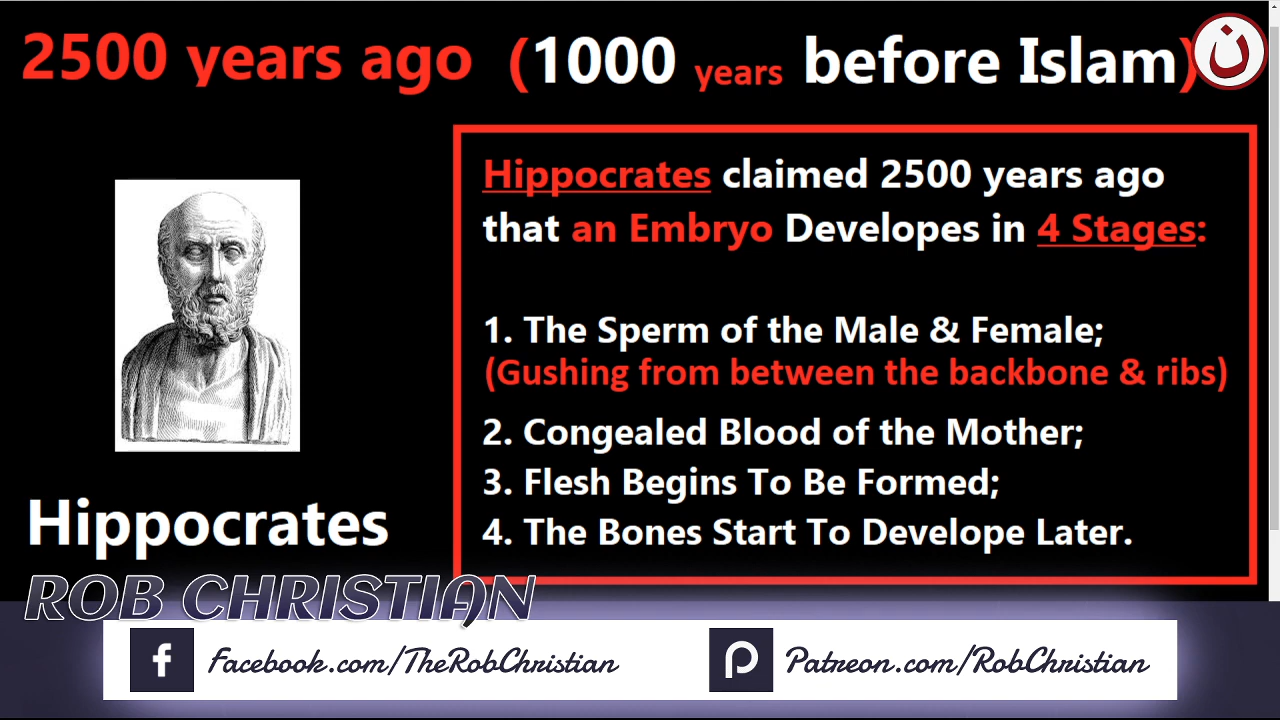 2500 years ago (1000 years before Islam)
ن
Hippocrates claimed 2500 years ago
that an Embryo Developes in 4 Stages:
1. The Sperm of the Male & Female;
(Gushing from between the backbone & ribs)
2. Congealed Blood of the Mother;
3. Flesh Begins To Be Formed;
4. The Bones Start To Develope Later.
Hippocrates
ROB CHRISTIAN
Facebook.com/TheRobChristian
Patreon.com/RobChristian